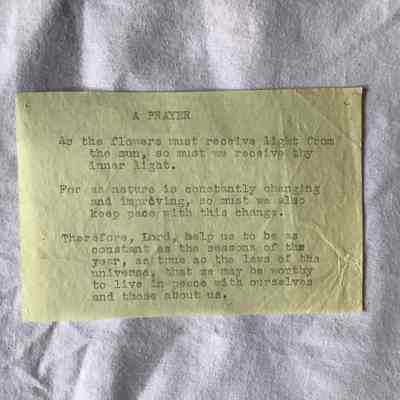 A PRAYER
As the flowers must receive light from
the sun, so must we receive thy
inner light.
For as nature is constantly changing
and improving, so must we also
keep pace with this change.
Therefore, Lord, help us to be as
constant as the seasons of the
year, as true as the laws of the
universe, that we may be worthy
to live in peace with ourselves
and those about us.